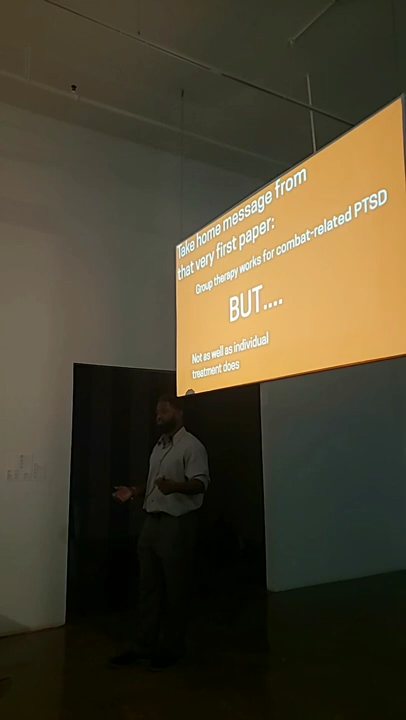 Take home message from
that very first paper:
Group therapy works for combat-related PTSD
BUT....
Not as well as individual
treatment does